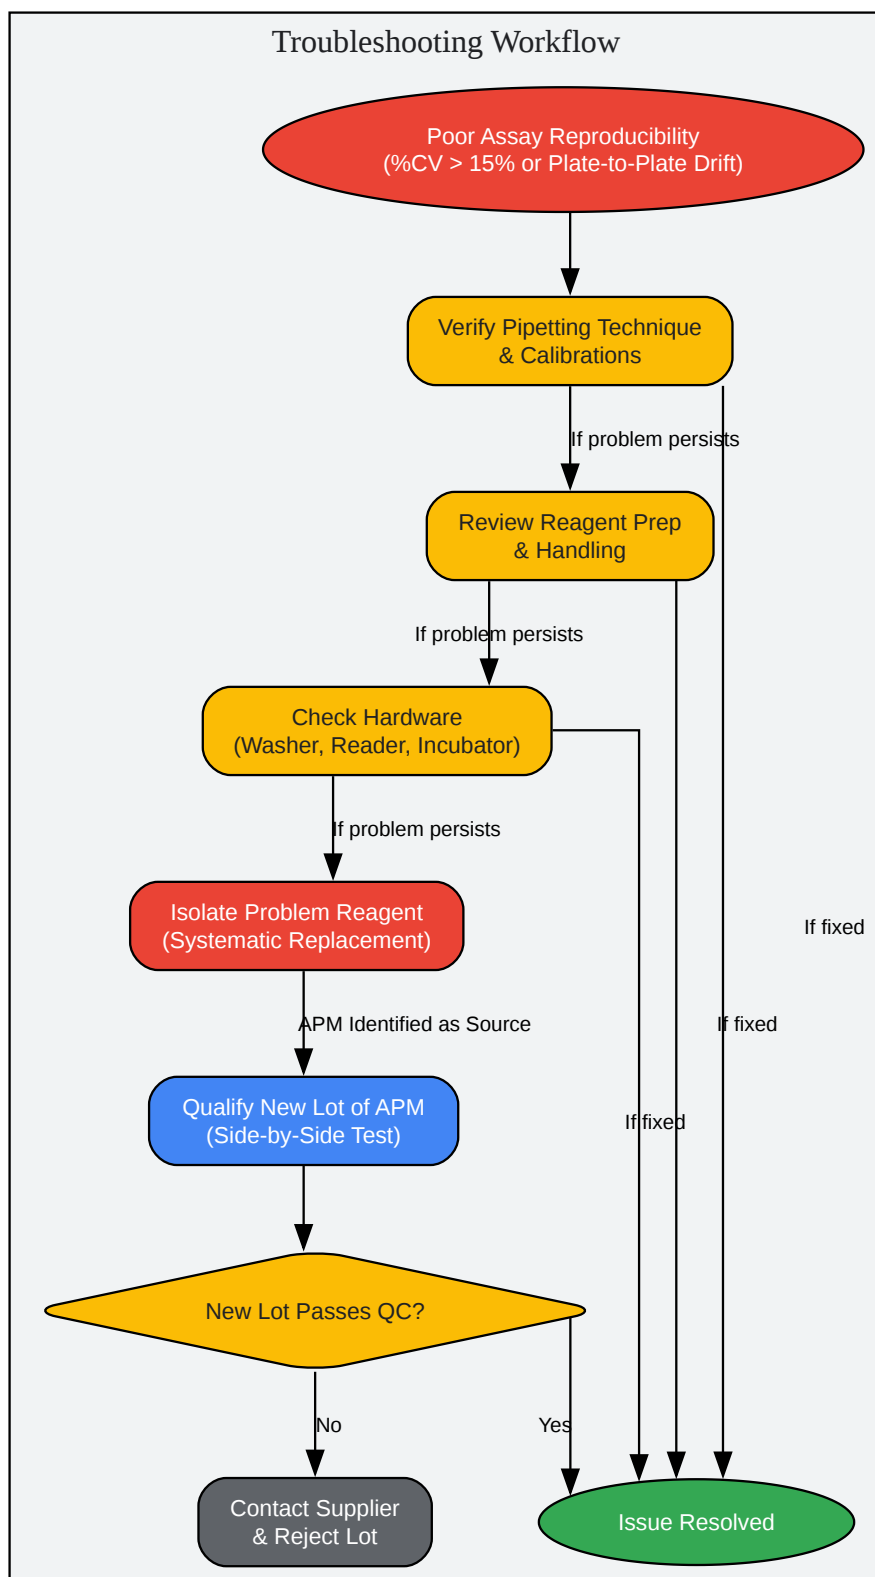 Troubleshooting Workflow
Poor Assay Reproducibility
(%CV > 15% or Plate-to-Plate Drift)
Verify Pipetting Technique
& Calibrations
If problem persists
Review Reagent Prep
& Handling
If problem persists
Check Hardware
(Washer, Reader, Incubator)
If problem persists
Isolate Problem Reagent
(Systematic Replacement)
If fixed
APM Identified as Source
If fixed
Qualify New Lot of APM
(Side-by-Side Test)
If fixed
New Lot Passes QC?
No
Yes
Contact Supplier
& Reject Lot
Issue Resolved